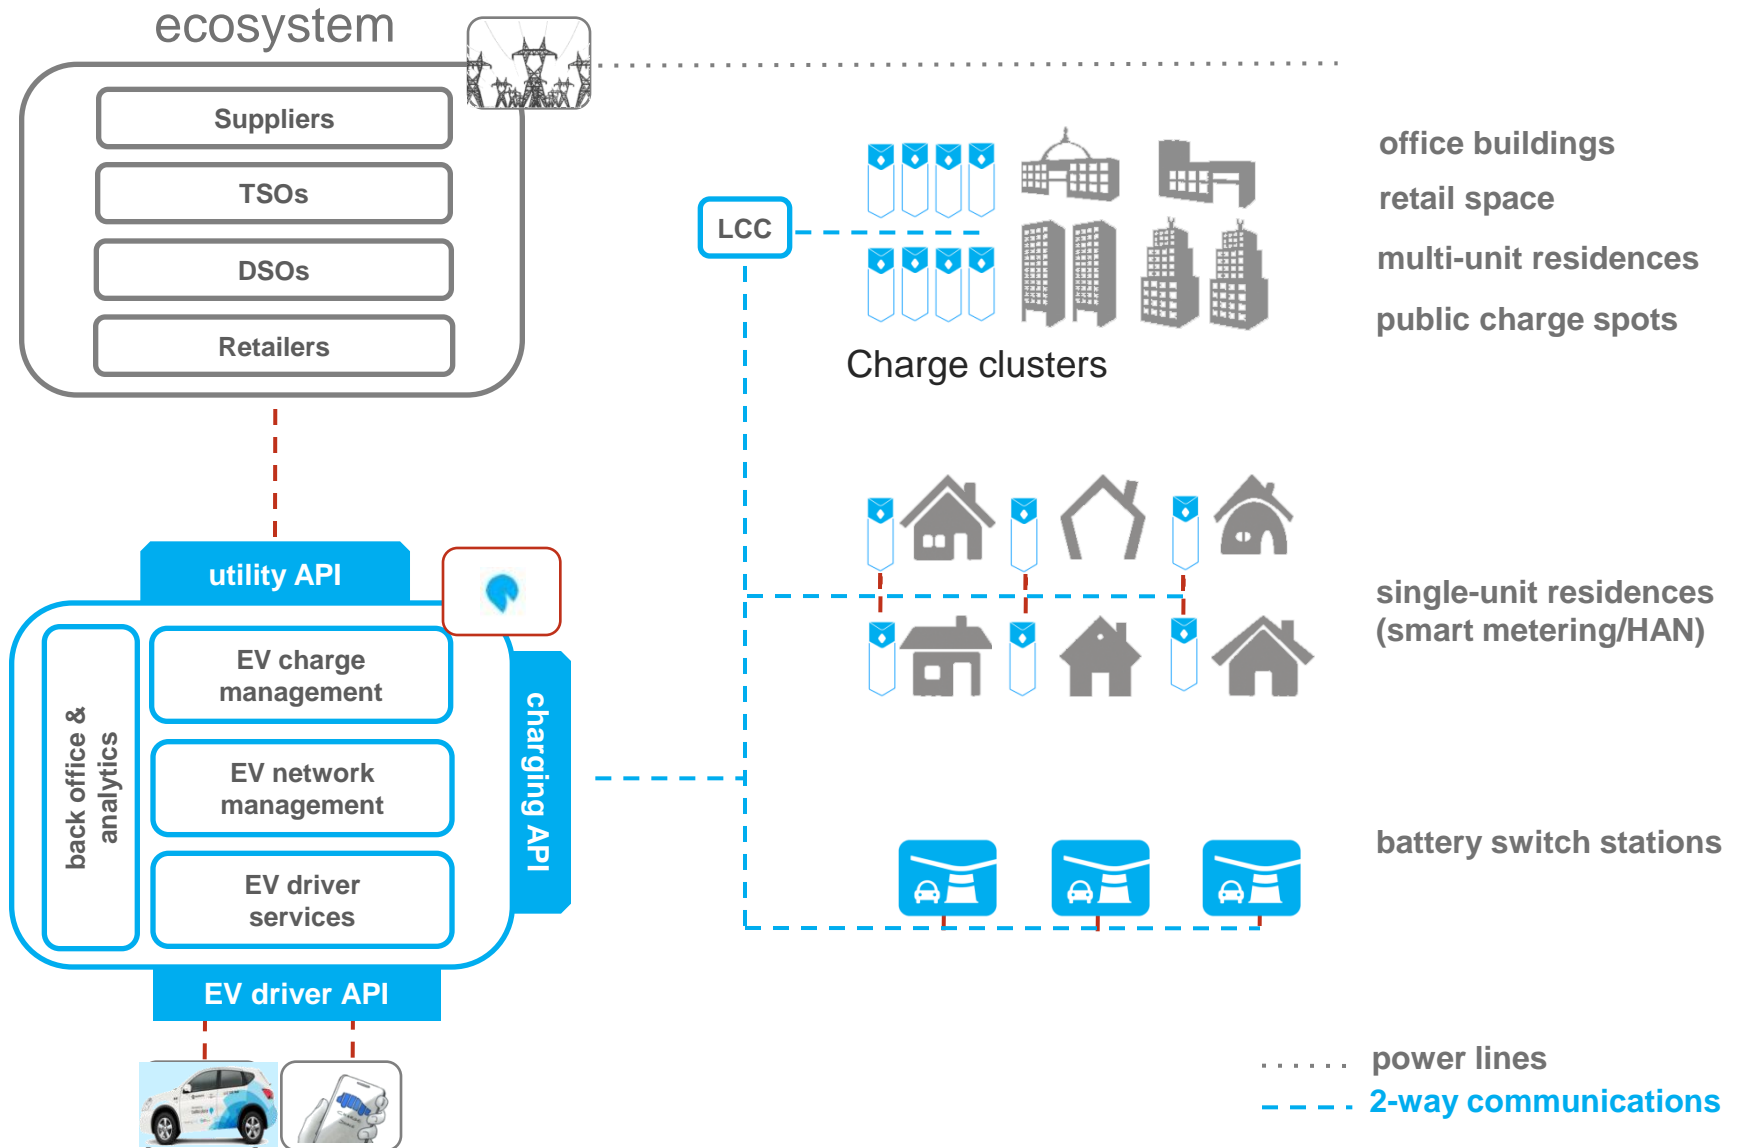 ecosystem
Suppliers
TSOs
DSOs
Retailers
utility API
EV charge
management
EV network
management
EV driver
services
back office &
analytics
charging API
EV driver API
LCC
Charge clusters
office buildings
retail space
multi-unit residences
public charge spots
single-unit residences
(smart metering/HAN)
battery switch stations
power lines
2-way communications